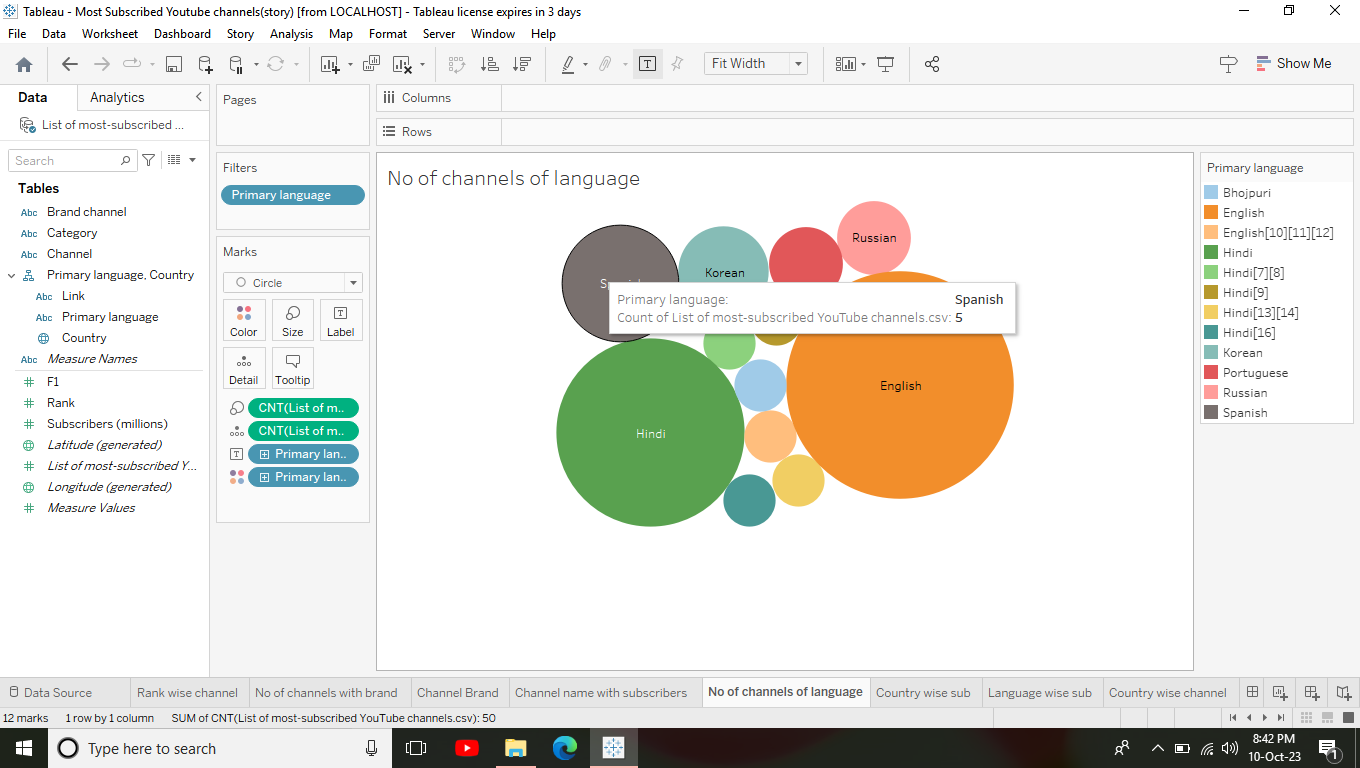 Tableau - Most Subscribed Youtube channels(story) [from LOCALHOST] - Tableau license expires in 3 days
File Data Worksheet Dashboard Story Analysis Map Format Server Window Help
Fit Width
Show Me
Data Analytics
List of most-subscribed ...
Search
Tables
Abc Brand channel
Abc Category
Abc Channel
Primary language, Country
Abc Link
Abc Primary language
Country
Abc Measure Names
F1
Rank
Subscribers (millions)
Latitude (generated)
List of most-subscribed Y...
Longitude (generated)
Measure Values
Pages
Filters
Primary language
Marks
Circle
Color Size Label
Detail Tooltip
CNT(List of m..
CNT(List of m..
Primary lan..
Primary lan..
Columns
Rows
No of channels of language
Russian
Korean
Primary language: Spanish
Count of List of most-subscribed YouTube channels.csv: 5
English
Hindi
Primary language
Bhojpuri
English
English[10][11][12]
Hindi
Hindi[7][8]
Hindi[9]
Hindi[13][14]
Hindi[16]
Korean
Portuguese
Russian
Spanish
Data Source Rank wise channel No of channels with brand Channel Brand Channel name with subscribers No of channels of language Country wise sub Language wise sub Country wise channel
12 marks 1 row by 1 column SUM of CNT(List of most-subscribed YouTube channels.csv): 50
Type here to search
8:42 PM
10-Oct-23
1